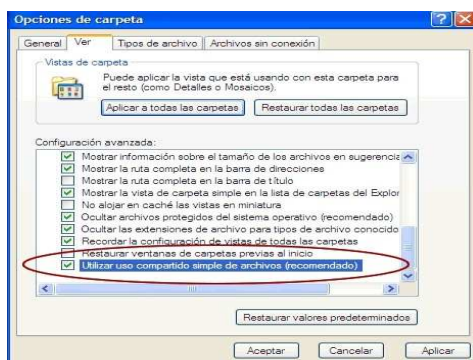 Opciones de carpeta
General Ver Tipos de archivo Archivos sin conexión
Vistas de carpeta
Puede aplicar la vista que está usando con esta carpeta para
el resto (como Detalles o Mosaicos).
Aplicar a todas las carpetas Restaurar todas las carpetas
Configuración avanzada:
Mostrar información sobre el tamaño de los archivos en sugerencia
Mostrar la ruta completa en la barra de direcciones
Mostrar la ruta completa en la barra de título
Mostrar la vista de carpeta simple en la lista de carpetas del Explor
No alojar en caché las vistas en miniatura
Ocultar archivos protegidos del sistema operativo (recomendado)
Ocultar las extensiones de archivo para tipos de archivo conocido
Recordar la configuración de vistas de todas las carpetas
Restaurar ventanas de carpetas previas al inicio
Utilizar uso compartido simple de archivos (recomendado)
Restaurar valores predeterminados
Aceptar Cancelar Aplicar